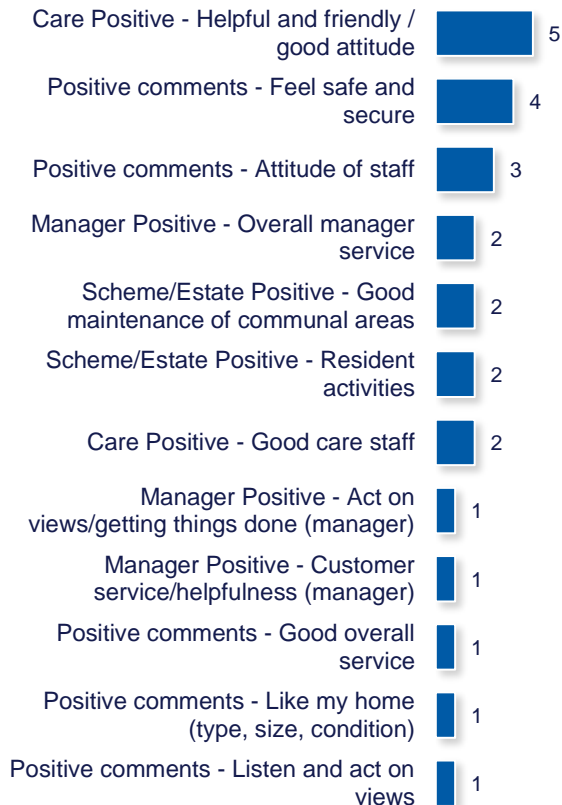 Care Positive - Helpful and friendly /
good attitude
5
Positive comments - Feel safe and
secure
4
Positive comments - Attitude of staff
3
Manager Positive - Overall manager
service
2
Scheme/Estate Positive - Good
maintenance of communal areas
2
Scheme/Estate Positive - Resident
activities
2
Care Positive - Good care staff
2
Manager Positive - Act on
views/getting things done (manager)
1
Manager Positive - Customer
service/helpfulness (manager)
1
Positive comments - Good overall
service
1
Positive comments - Like my home
(type, size, condition)
1
Positive comments - Listen and act on
views
1